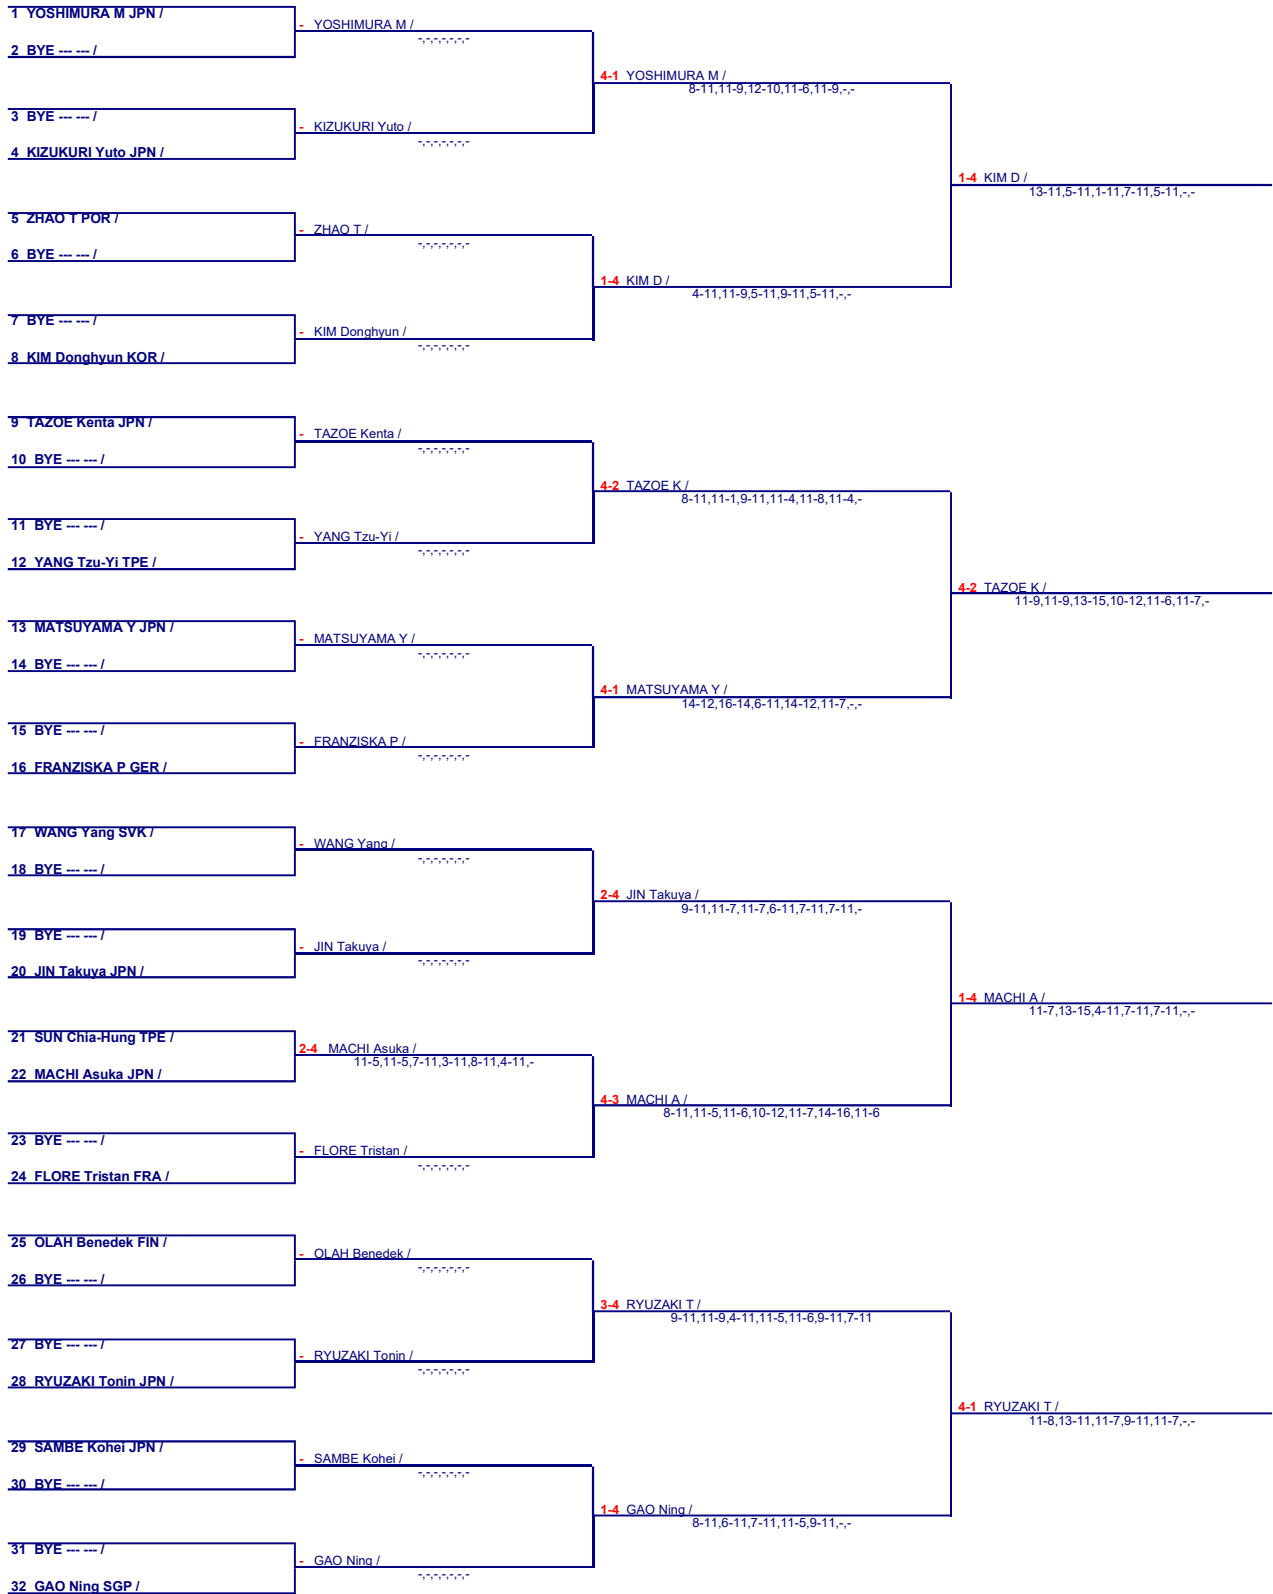 1 YOSHIMURA M JPN /
- YOSHIMURA M /
-,-,-,-,-,-,-
2 BYE --- --- /
4-1 YOSHIMURA M /
8-11,11-9,12-10,11-6,11-9,-,-
3 BYE --- --- /
- KIZUKURI Yuto /
-,-,-,-,-,-,-
4 KIZUKURI Yuto JPN /
1-4 KIM D /
13-11,5-11,1-11,7-11,5-11,-,-
5 ZHAO T POR /
- ZHAO T /
-,-,-,-,-,-,-
6 BYE --- --- /
1-4 KIM D /
4-11,11-9,5-11,9-11,5-11,-,-
7 BYE --- --- /
- KIM Donghyun /
-,-,-,-,-,-,-
8 KIM Donghyun KOR /
9 TAZOE Kenta JPN /
- TAZOE Kenta /
-,-,-,-,-,-,-
10 BYE --- --- /
4-2 TAZOE K /
8-11,11-1,9-11,11-4,11-8,11-4,-
11 BYE --- --- /
- YANG Tzu-Yi /
-,-,-,-,-,-,-
12 YANG Tzu-Yi TPE /
4-2 TAZOE K /
11-9,11-9,13-15,10-12,11-6,11-7,-
13 MATSUYAMA Y JPN /
- MATSUYAMA Y /
-,-,-,-,-,-,-
14 BYE --- --- /
4-1 MATSUYAMA Y /
14-12,16-14,6-11,14-12,11-7,-,-
15 BYE --- --- /
- FRANZISKA P /
-,-,-,-,-,-,-
16 FRANZISKA P GER /
17 WANG Yang SVK /
- WANG Yang /
-,-,-,-,-,-,-
18 BYE --- --- /
2-4 JIN Takuya /
9-11,11-7,11-7,6-11,7-11,7-11,-
19 BYE --- --- /
- JIN Takuya /
-,-,-,-,-,-,-
20 JIN Takuya JPN /
1-4 MACHI A /
11-7,13-15,4-11,7-11,7-11,-,-
21 SUN Chia-Hung TPE /
2-4 MACHI Asuka /
11-5,11-5,7-11,3-11,8-11,4-11,-
22 MACHI Asuka JPN /
4-3 MACHI A /
8-11,11-5,11-6,10-12,11-7,14-16,11-6
23 BYE --- --- /
- FLORE Tristan /
-,-,-,-,-,-,-
24 FLORE Tristan FRA /
25 OLAH Benedek FIN /
- OLAH Benedek /
-,-,-,-,-,-,-
26 BYE --- --- /
3-4 RYUZAKI T /
9-11,11-9,4-11,11-5,11-6,9-11,7-11
27 BYE --- --- /
- RYUZAKI Tonin /
-,-,-,-,-,-,-
28 RYUZAKI Tonin JPN /
4-1 RYUZAKI T /
11-8,13-11,11-7,9-11,11-7,-,-
29 SAMBE Kohei JPN /
- SAMBE Kohei /
-,-,-,-,-,-,-
30 BYE --- --- /
1-4 GAO Ning /
8-11,6-11,7-11,11-5,9-11,-,-
31 BYE --- --- /
- GAO Ning /
-,-,-,-,-,-,-
32 GAO Ning SGP /